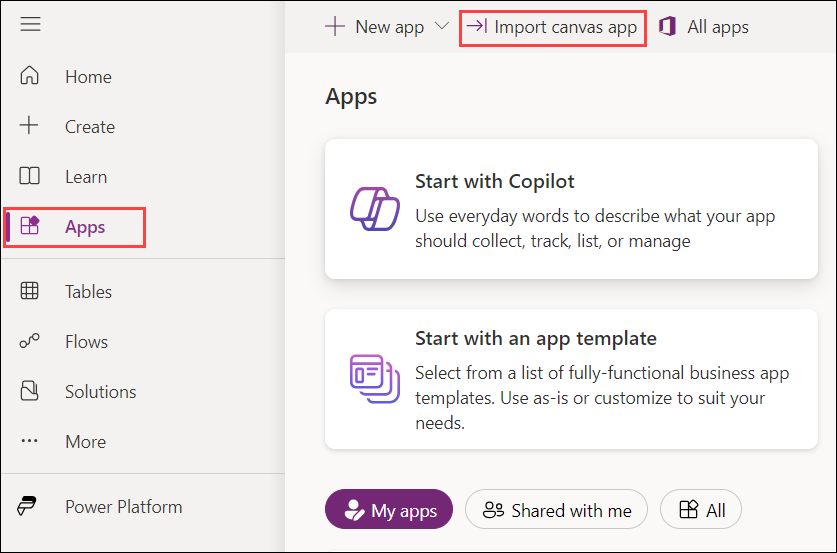 New app
Import canvas app
All apps
Home
Create
Learn
Apps
Tables
Flows
Solutions
More
Power Platform
Apps
Start with Copilot
Use everyday words to describe what your app
should collect, track, list, or manage
Start with an app template
Select from a list of fully-functional business app
templates. Use as-is or customize to suit your
needs.
My apps
Shared with me
All